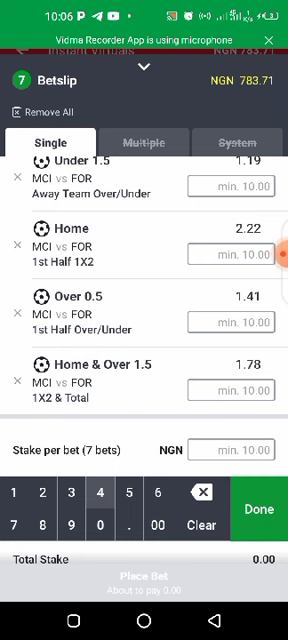 10:06
Vidma Recorder App is using microphone
Instant Virtuals NGN 783.71
7 Betslip NGN 783.71
Remove All
Single Multiple System
Under 1.5 1.19
MCI vs FOR min. 10.00
Away Team Over/Under
Home 2.22
MCI vs FOR min. 10.00
1st Half 1X2
Over 0.5 1.41
MCI vs FOR min. 10.00
1st Half Over/Under
Home & Over 1.5 1.78
MCI vs FOR min. 10.00
1X2 & Total
Stake per bet (7 bets) NGN min. 10.00
1 2 3 4 5 6
Done
7 8 9 0 . 00 Clear
Total Stake 0.00
Place Bet
About to pay 0.00